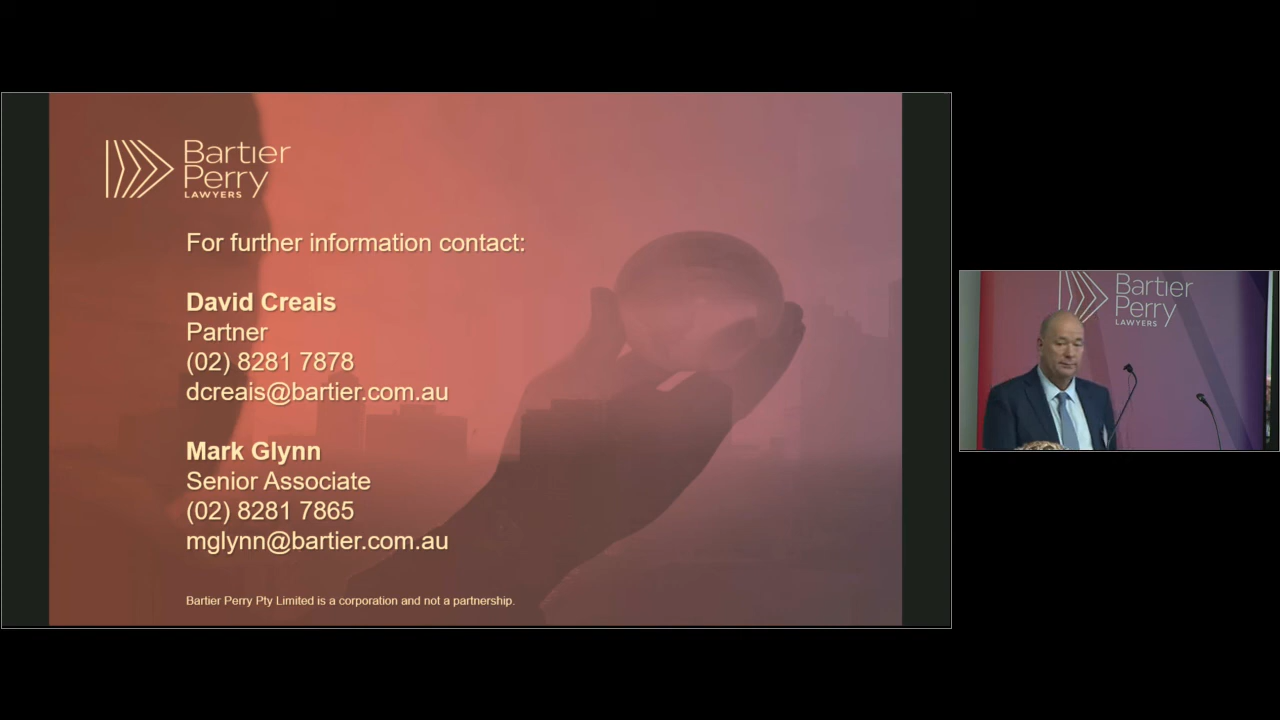 Bartier
Perry
LAWYERS
For further information contact:
David Creais
Partner
(02) 8281 7878
dcreais@bartier.com.au
Mark Glynn
Senior Associate
(02) 8281 7865
mglynn@bartier.com.au
Bartier Perry Pty Limited is a corporation and not a partnership.
Bartier
Perry
LAWYERS